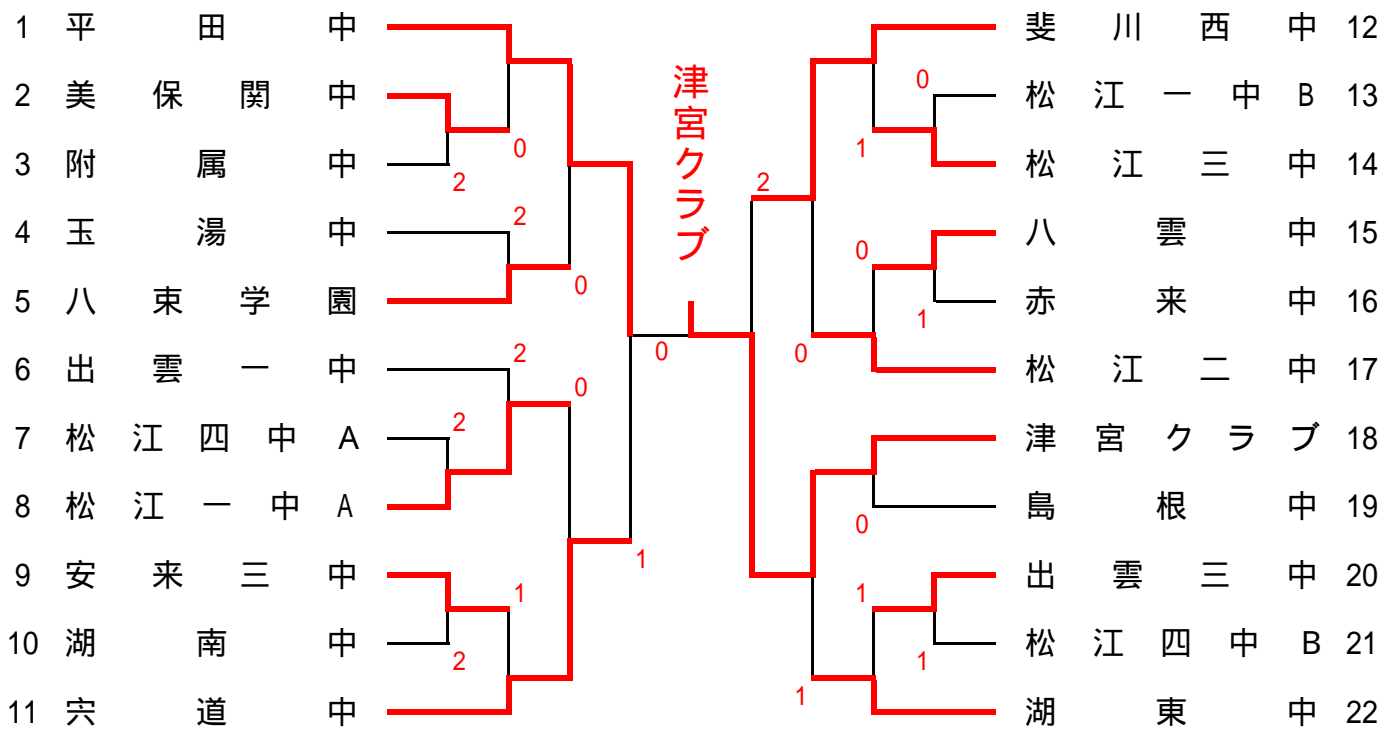 1 平田中
2 美保関中
3 附属中
4 玉湯中
5 八束学園
6 出雲一中
7 松江四中A
8 松江一中A
9 安来三中
10 湖南中
11 宍道中
0
2
2
0
2
0
2
1
2
1
0
津宮クラブ
2
0
1
0
1
0
0
1
1
1
斐川西中 12
松江一中B 13
松江三中 14
八雲中 15
赤来中 16
松江二中 17
津宮クラブ 18
島根中 19
出雲三中 20
松江四中B 21
湖東中 22